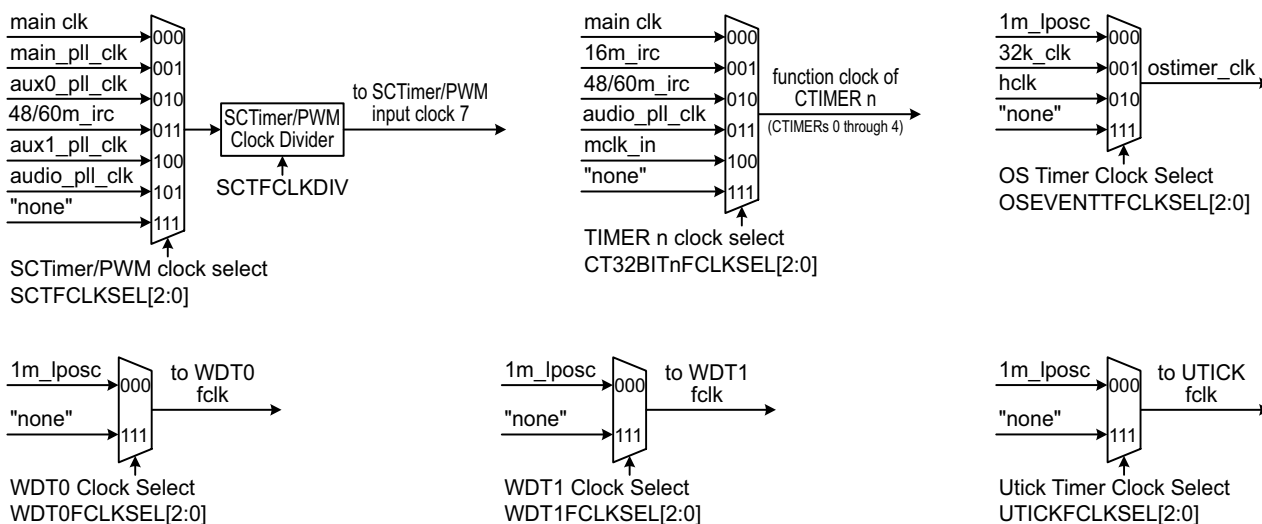 main clk
000
main_pll_clk
001
aux0_pll_clk
010
48/60m_irc
011
aux1_pll_clk
100
audio_pll_clk
101
"none"
111
SCTimer/PWM
Clock Divider
to SCTimer/PWM
input clock 7
SCTFCLKDIV
SCTimer/PWM clock select
SCTFCLKSEL[2:0]
main clk
000
16m_irc
001
48/60m_irc
010
audio_pll_clk
011
mclk_in
100
"none"
111
function clock of
CTIMER n
(CTIMERs 0 through 4)
TIMER n clock select
CT32BITnFCLKSEL[2:0]
1m_lposc
000
32k_clk
001
hclk
010
"none"
111
ostimer_clk
OS Timer Clock Select
OSEVENTTFCLKSEL[2:0]
1m_lposc
000
"none"
111
to WDT0
fclk
WDT0 Clock Select
WDT0FCLKSEL[2:0]
1m_lposc
000
"none"
111
to WDT1
fclk
WDT1 Clock Select
WDT1FCLKSEL[2:0]
1m_lposc
000
"none"
111
to UTICK
fclk
Utick Timer Clock Select
UTICKFCLKSEL[2:0]